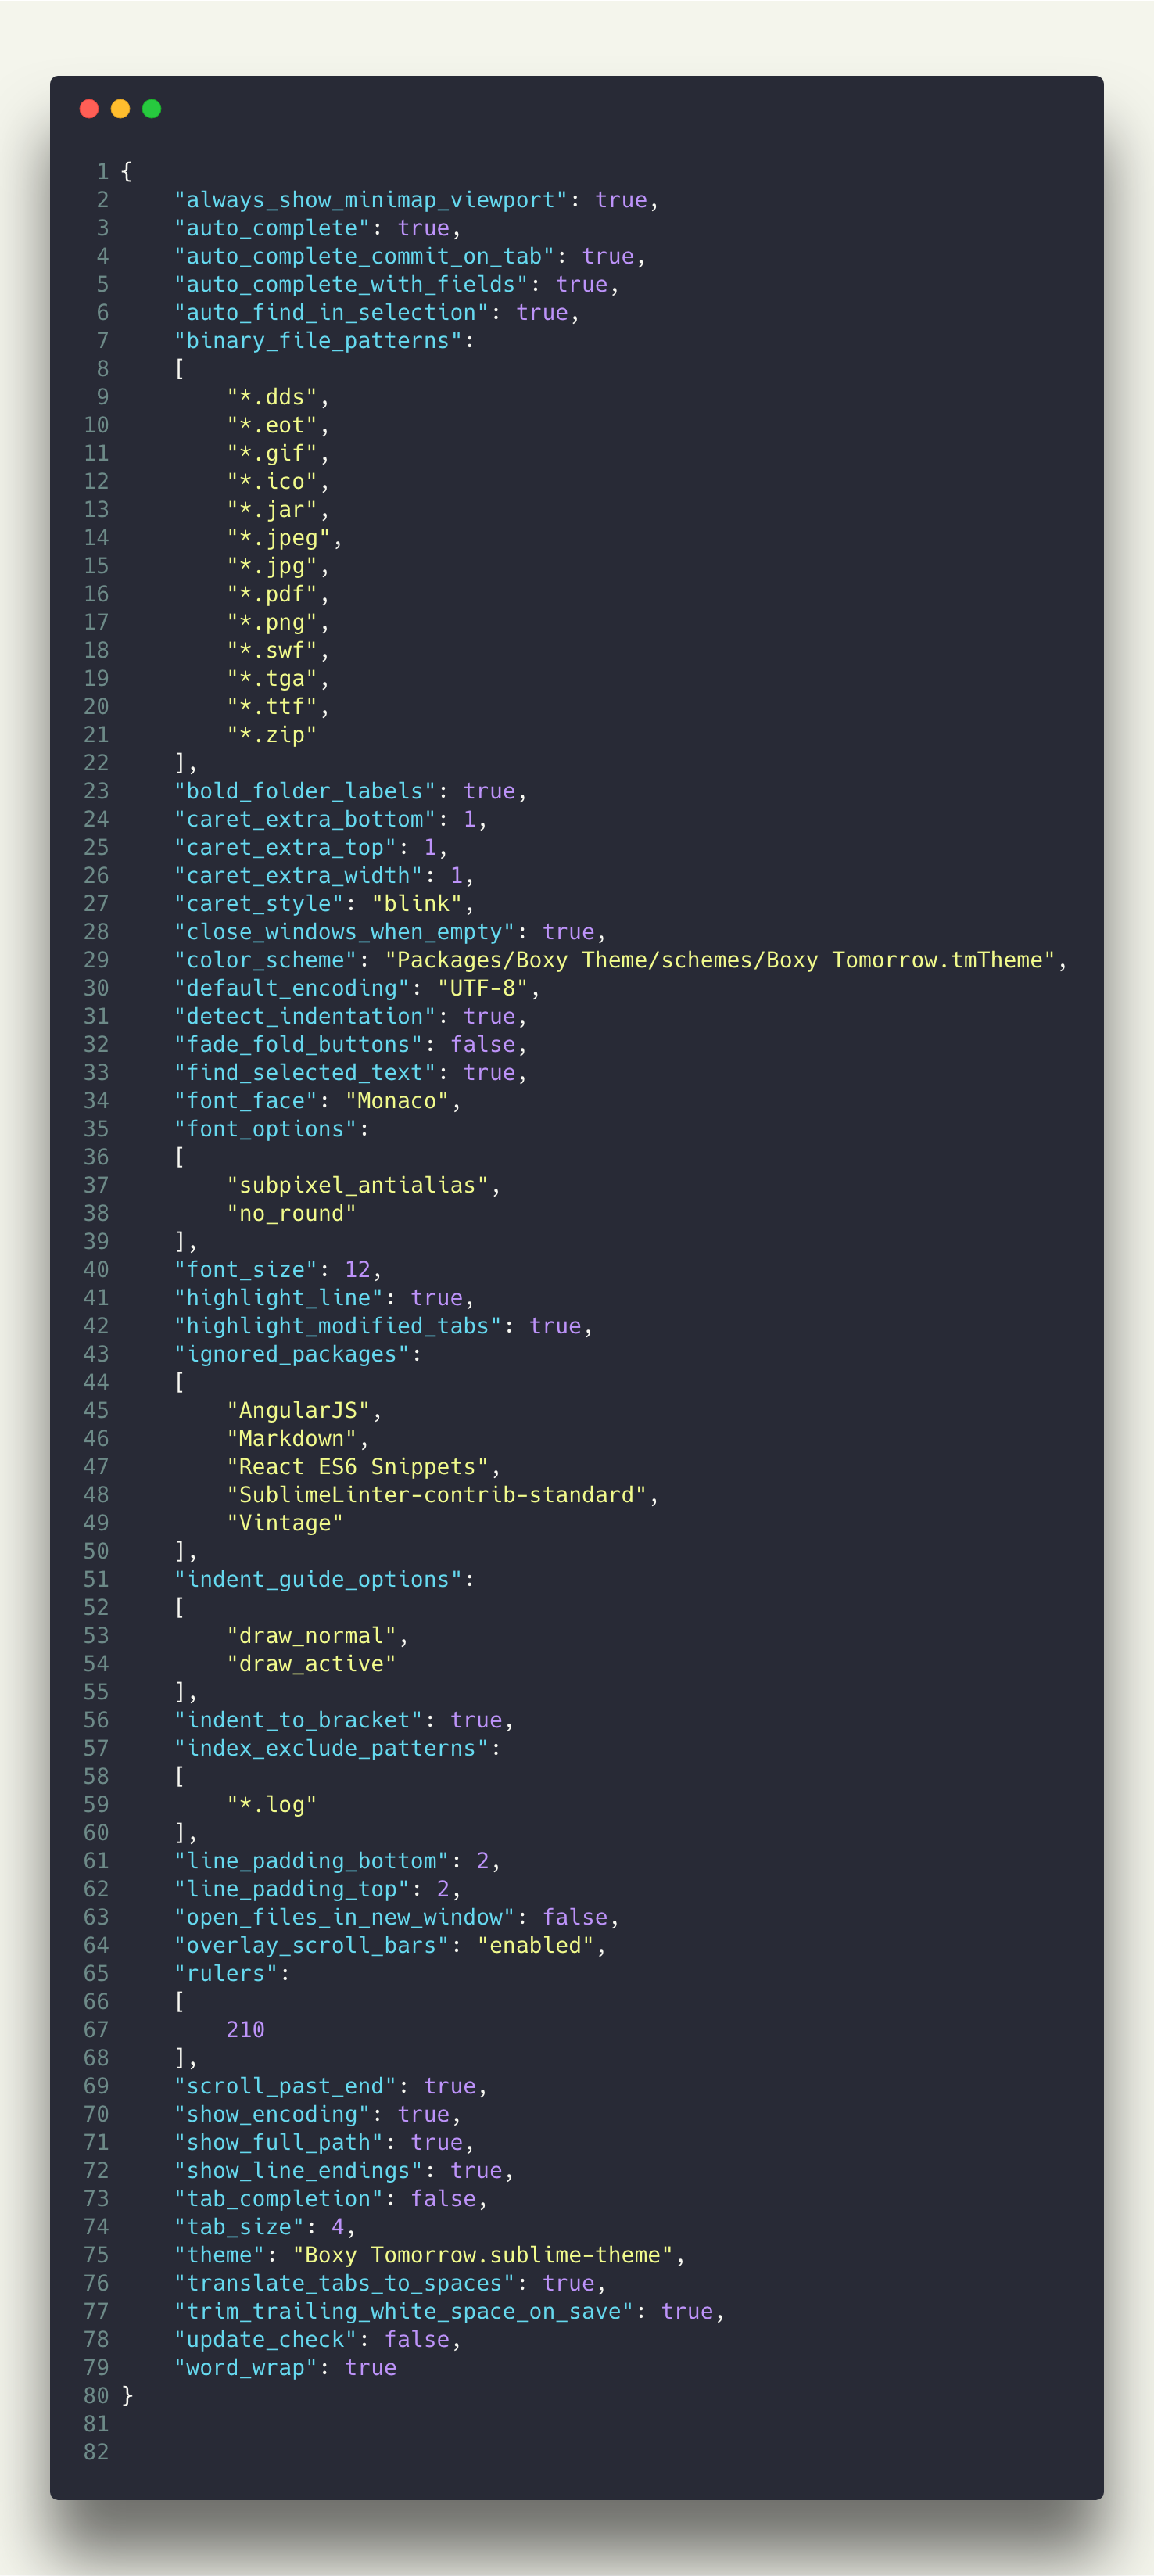 1 {
2     "always_show_minimap_viewport": true,
3     "auto_complete": true,
4     "auto_complete_commit_on_tab": true,
5     "auto_complete_with_fields": true,
6     "auto_find_in_selection": true,
7     "binary_file_patterns":
8     [
9         "*.dds",
10         "*.eot",
11         "*.gif",
12         "*.ico",
13         "*.jar",
14         "*.jpeg",
15         "*.jpg",
16         "*.pdf",
17         "*.png",
18         "*.swf",
19         "*.tga",
20         "*.ttf",
21         "*.zip"
22     ],
23     "bold_folder_labels": true,
24     "caret_extra_bottom": 1,
25     "caret_extra_top": 1,
26     "caret_extra_width": 1,
27     "caret_style": "blink",
28     "close_windows_when_empty": true,
29     "color_scheme": "Packages/Boxy Theme/schemes/Boxy Tomorrow.tmTheme",
30     "default_encoding": "UTF-8",
31     "detect_indentation": true,
32     "fade_fold_buttons": false,
33     "find_selected_text": true,
34     "font_face": "Monaco",
35     "font_options":
36     [
37         "subpixel_antialias",
38         "no_round"
39     ],
40     "font_size": 12,
41     "highlight_line": true,
42     "highlight_modified_tabs": true,
43     "ignored_packages":
44     [
45         "AngularJS",
46         "Markdown",
47         "React ES6 Snippets",
48         "SublimeLinter-contrib-standard",
49         "Vintage"
50     ],
51     "indent_guide_options":
52     [
53         "draw_normal",
54         "draw_active"
55     ],
56     "indent_to_bracket": true,
57     "index_exclude_patterns":
58     [
59         "*.log"
60     ],
61     "line_padding_bottom": 2,
62     "line_padding_top": 2,
63     "open_files_in_new_window": false,
64     "overlay_scroll_bars": "enabled",
65     "rulers":
66     [
67         210
68     ],
69     "scroll_past_end": true,
70     "show_encoding": true,
71     "show_full_path": true,
72     "show_line_endings": true,
73     "tab_completion": false,
74     "tab_size": 4,
75     "theme": "Boxy Tomorrow.sublime-theme",
76     "translate_tabs_to_spaces": true,
77     "trim_trailing_white_space_on_save": true,
78     "update_check": false,
79     "word_wrap": true
80 }
81
82